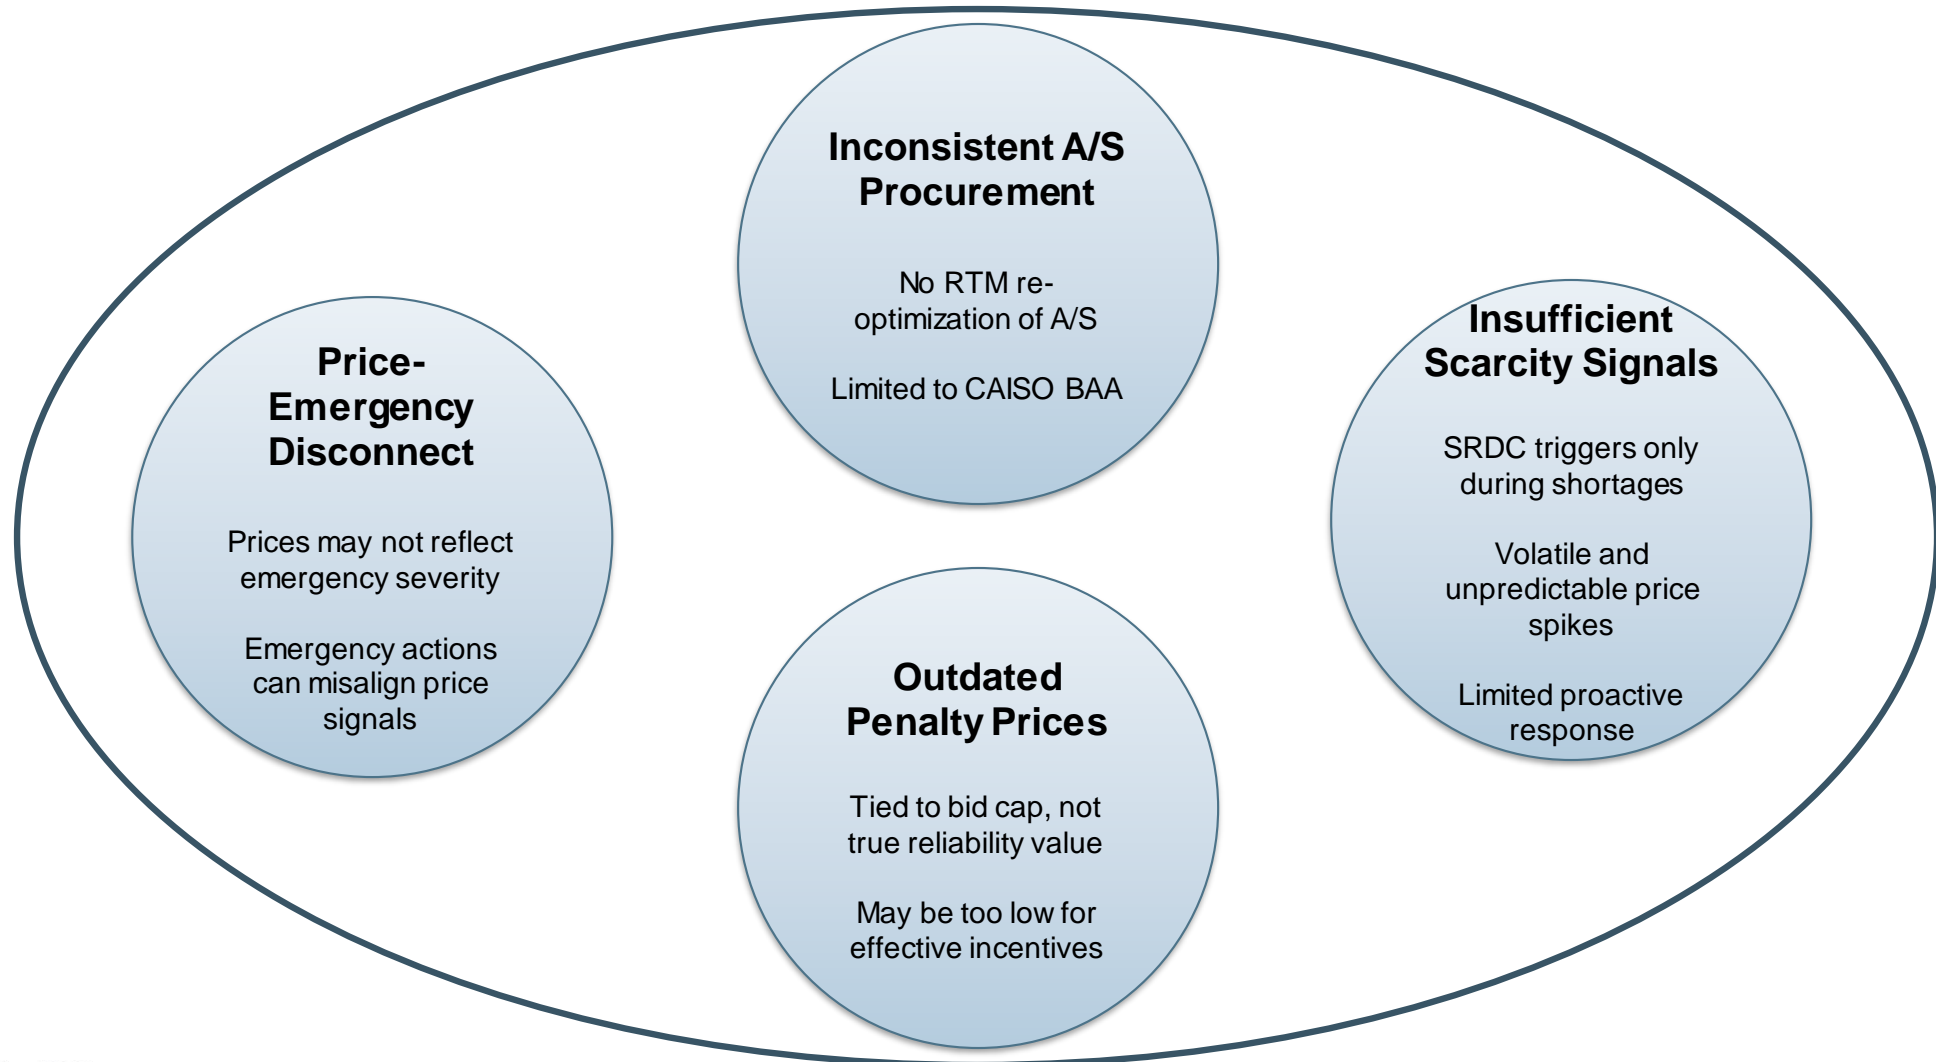 Inconsistent A/S
Procurement
No RTM re-
optimization of A/S
Limited to CAISO BAA
Price-
Emergency
Disconnect
Prices may not reflect
emergency severity
Emergency actions
can misalign price
signals
Insufficient
Scarcity Signals
SRDC triggers only
during shortages
Volatile and
unpredictable price
spikes
Limited proactive
response
Outdated
Penalty Prices
Tied to bid cap, not
true reliability value
May be too low for
effective incentives